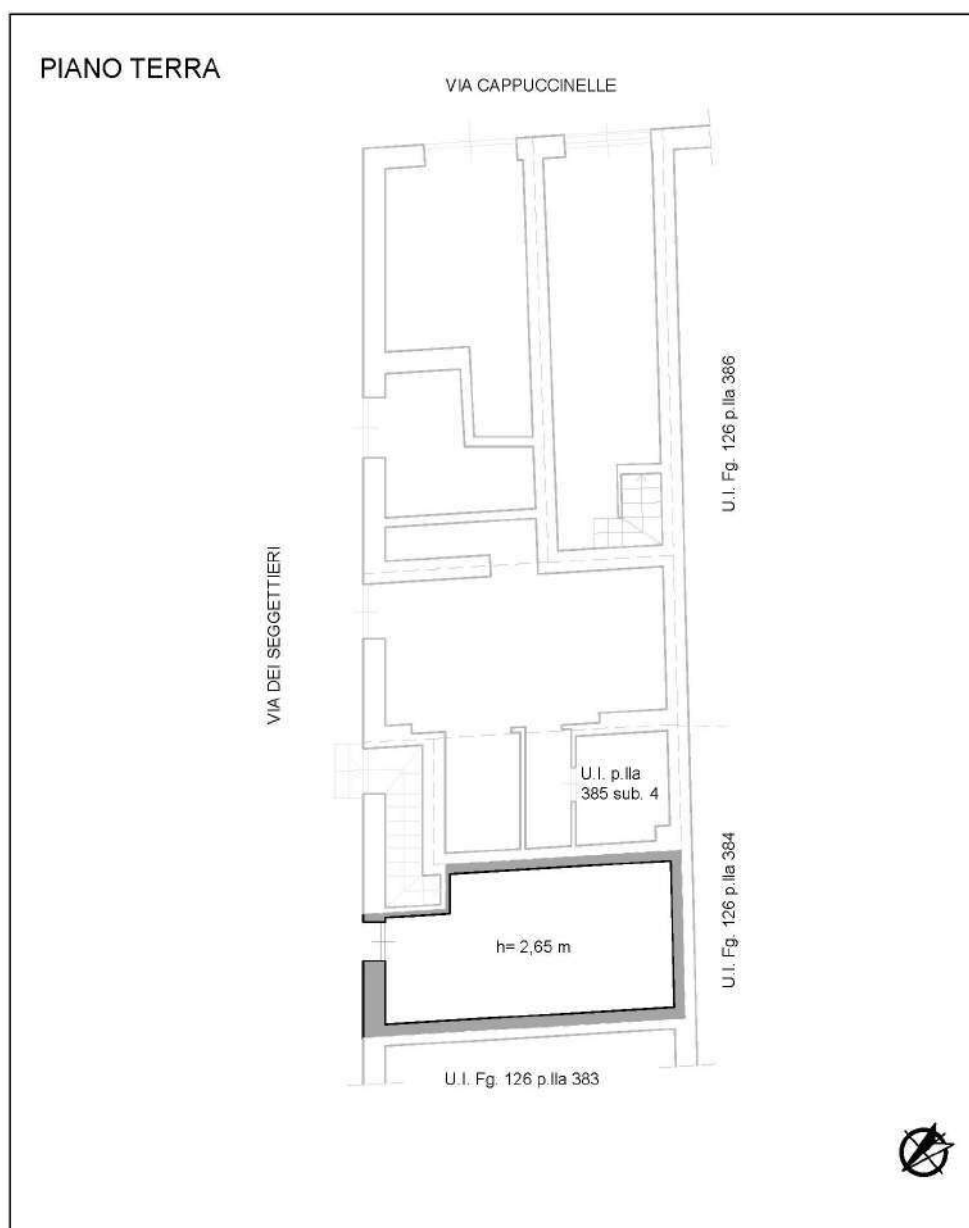 PIANO TERRA
VIA CAPPUCCINELLE
U.I. Fg. 126 p.lla 386
VIA DEI SEGGETTIERI
U.I. p.lla
385 sub. 4
U.I. Fg. 126 p.lla 384
h= 2,65 m
U.I. Fg. 126 p.lla 383